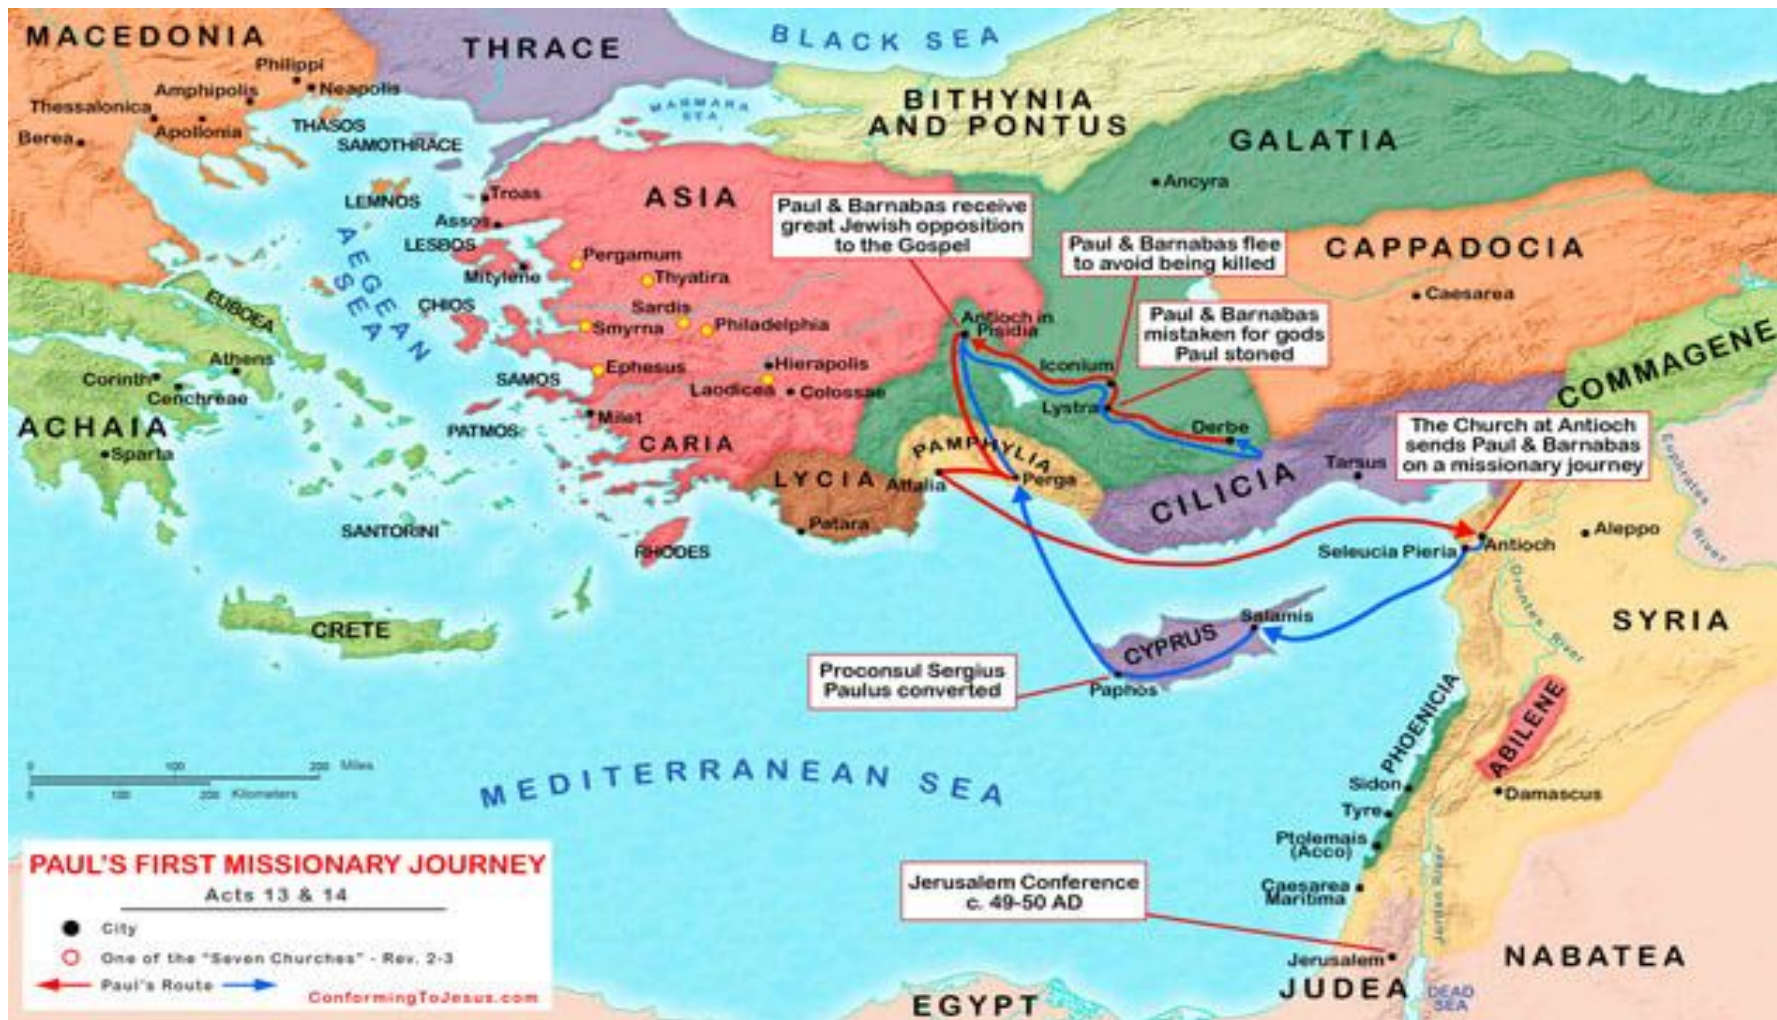 MACEDONIA
THRACE
BLACK SEA
Philippi
Neapolis
Amphipolis
Thessalonica
Apollonia
Berea
THASOS
SAMOTHRACE
MARMARA
SEA
BITHYNIA
AND PONTUS
GALATIA
Ancyra
LEMNOS
Troas
Assos
ASIA
Paul & Barnabas receive
great Jewish opposition
to the Gospel
Paul & Barnabas flee
to avoid being killed
CAPPADOCIA
Caesarea
AEGEAN
SEA
LESBOS
Mitylene
Pergamum
Thyatira
Sardis
Smyrna
Philadelphia
CHIOS
EUBOEA
Paul & Barnabas
mistaken for gods
Paul stoned
Antioch in
Pisidia
Iconium
Lystra
Derbe
COMMAGENE
Athens
Corinth
Cenchreae
ACHAIA
Sparta
SAMOS
Ephesus
Hierapolis
Laodicea
Colossae
Milet
PATMOS
CARIA
LYCIA
PAMPHYLIA
Attalia
Perga
CILICIA
Tarsus
The Church at Antioch
sends Paul & Barnabas
on a missionary journey
Euphrates
River
SANTORINI
RHODES
Patara
Seleucia Pieria
Antioch
Aleppo
Orontes River
SYRIA
CRETE
Salamis
CYPRUS
Paphos
Proconsul Sergius
Paulus converted
PHOENICIA
ABILENE
Sidon
Damascus
Tyre
Ptolemais
(Acco)
Caesarea
Maritima
Jordan River
MEDITERRANEAN SEA
0 100 200 Miles
0 100 200 Kilometers
Jerusalem Conference
c. 49-50 AD
Jerusalem
JUDEA
DEAD
SEA
NABATEA
EGYPT
PAUL'S FIRST MISSIONARY JOURNEY
Acts 13 & 14
City
One of the "Seven Churches" - Rev. 2-3
Paul's Route
ConformingToJesus.com